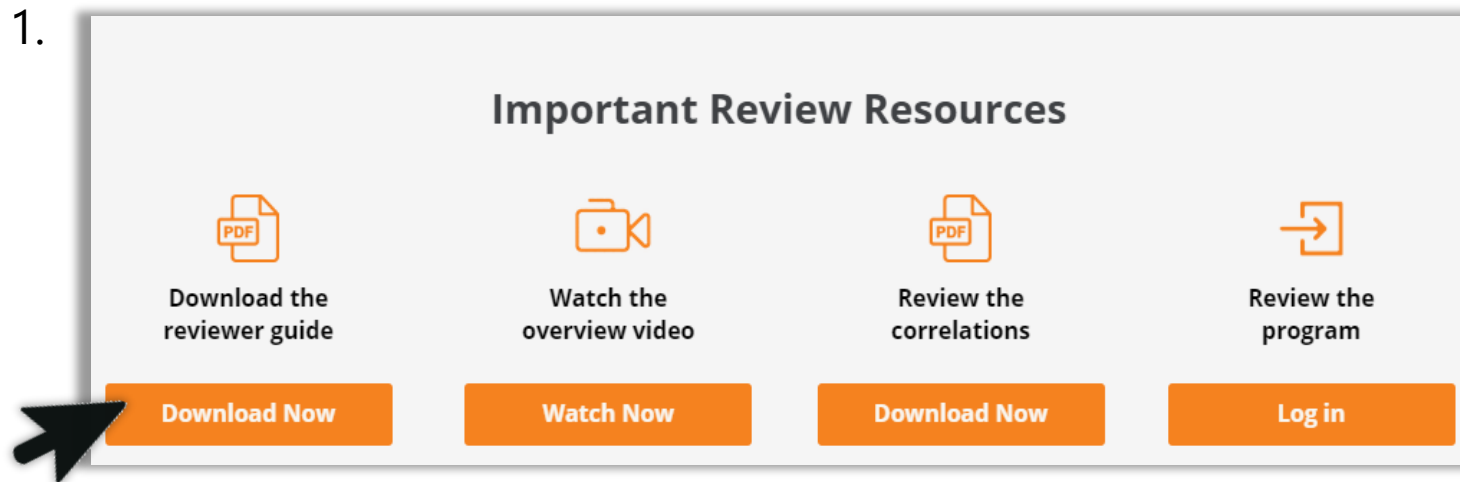 1.
Important Review Resources
PDF
Download the
reviewer guide
Download Now
Watch the
overview video
Watch Now
PDF
Review the
correlations
Download Now
Review the
program
Log in